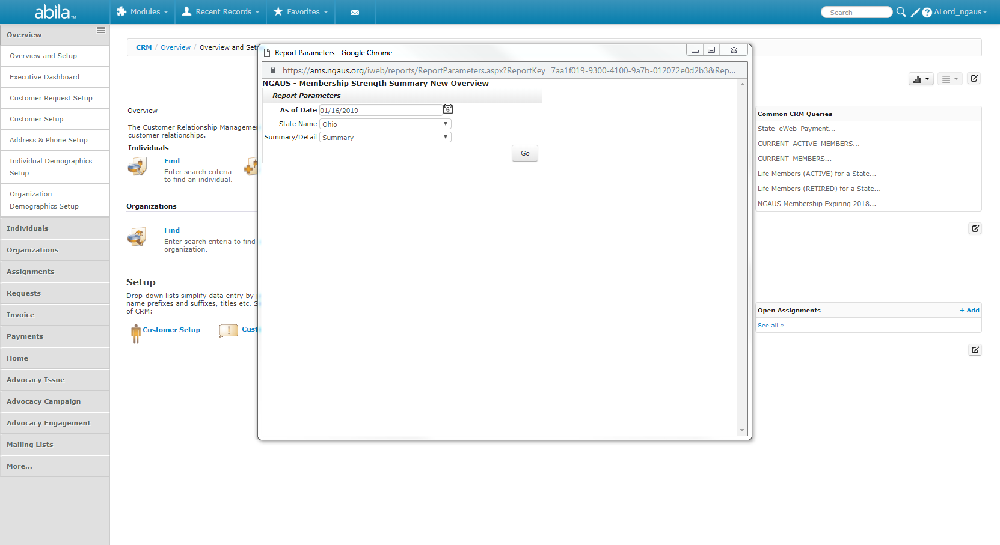 abila™
Modules
Recent Records
Favorites
Search
ALord_ngaus
Overview
Overview and Setup
Executive Dashboard
Customer Request Setup
Customer Setup
Address & Phone Setup
Individual Demographics
Setup
Organization
Demographics Setup
Individuals
Organizations
Assignments
Requests
Invoice
Payments
Home
Advocacy Issue
Advocacy Campaign
Advocacy Engagement
Mailing Lists
More...
CRM / Overview / Overview and Set
Overview
The Customer Relationship Managemer
customer relationships.
Individuals
Find
Enter search criteria
to find an individual.
Organizations
Find
Enter search criteria to find
organization.
Setup
Drop-down lists simplify data entry by p
name prefixes and suffixes, titles etc. S
of CRM:
Customer Setup
! Cust
Report Parameters - Google Chrome
https://ams.ngaus.org/iweb/reports/ReportParameters.aspx?ReportKey=7aa1f019-9300-4100-9a7b-012072e0d2b3&Rep...
NGAUS - Membership Strength Summary New Overview
Report Parameters
As of Date 01/16/2019 6
State Name Ohio
Summary/Detail Summary
Go
Common CRM Queries
State_eWeb_Payment...
CURRENT_ACTIVE_MEMBERS...
CURRENT_MEMBERS...
Life Members (ACTIVE) for a State...
Life Members (RETIRED) for a State...
NGAUS Membership Expiring 2018...
Open Assignments + Add
See all »